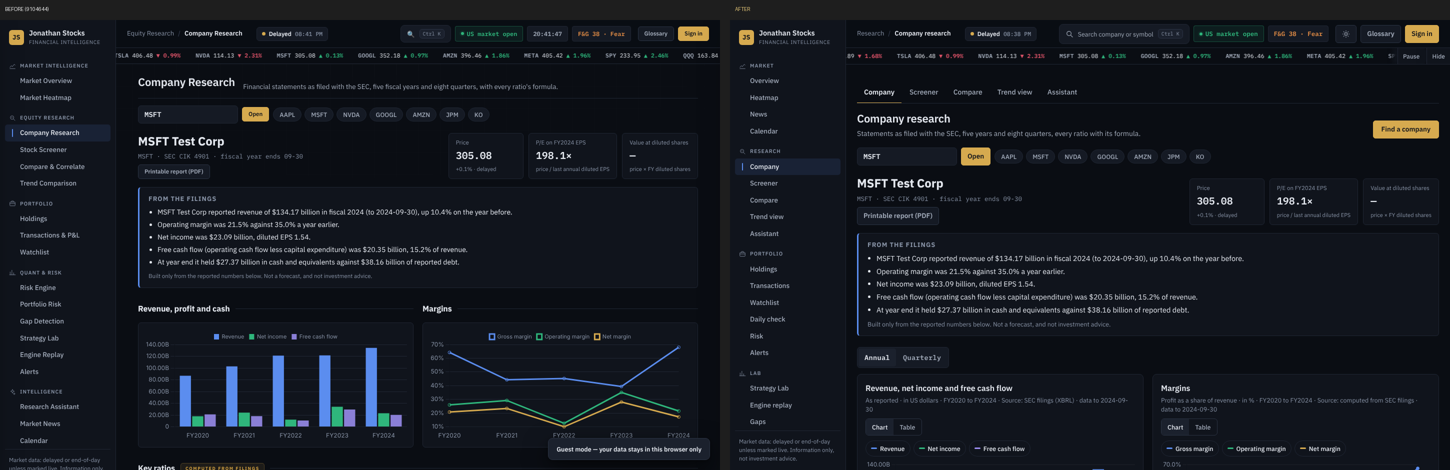 BEFORE (9104644)
JS
Jonathan Stocks
FINANCIAL INTELLIGENCE
MARKET INTELLIGENCE
Market Overview
Market Heatmap
EQUITY RESEARCH
Company Research
Stock Screener
Compare & Correlate
Trend Comparison
PORTFOLIO
Holdings
Transactions & P&L
Watchlist
QUANT & RISK
Risk Engine
Portfolio Risk
Gap Detection
Strategy Lab
Engine Replay
Alerts
INTELLIGENCE
Research Assistant
Market News
Calendar
Market data: delayed or end-of-day
unless marked live. Information only
Equity Research / Company Research
Delayed 08:41 PM
Ctrl K
US market open
20:41:47
F&G 38 · Fear
Glossary
Sign in
TSLA 406.48 ▼ 0.99% NVDA 114.13 ▼ 2.31% MSFT 305.08 ▲ 0.13% GOOGL 352.18 ▲ 0.97% AMZN 396.46 ▲ 1.86% META 405.42 ▲ 1.96% SPY 233.95 ▲ 2.46% QQQ 163.84
Company Research
Financial statements as filed with the SEC, five fiscal years and eight quarters, with every ratio's formula.
MSFT
Open
AAPL
MSFT
NVDA
GOOGL
AMZN
JPM
KO
MSFT Test Corp
MSFT · SEC CIK 4901 · fiscal year ends 09-30
Printable report (PDF)
Price
305.08
+0.1% · delayed
P/E on FY2024 EPS
198.1×
price / last annual diluted EPS
Value at diluted shares
—
price × FY diluted shares
FROM THE FILINGS
• MSFT Test Corp reported revenue of $134.17 billion in fiscal 2024 (to 2024-09-30), up 10.4% on the year before.
• Operating margin was 21.5% against 35.0% a year earlier.
• Net income was $23.09 billion, diluted EPS 1.54.
• Free cash flow (operating cash flow less capital expenditure) was $20.35 billion, 15.2% of revenue.
• At year end it held $27.37 billion in cash and equivalents against $38.16 billion of reported debt.
Built only from the reported numbers below. Not a forecast, and not investment advice.
Revenue, profit and cash
Revenue
Net income
Free cash flow
140.00B
120.00B
100.00B
80.00B
60.00B
40.00B
20.00B
0
FY2020
FY2021
FY2022
FY2023
FY2024
Margins
Gross margin
Operating margin
Net margin
70%
60%
50%
40%
30%
20%
10%
FY2020
FY2021
FY2022
FY2023
FY2024
Guest mode — your data stays in this browser only
Key ratios
COMPUTED FROM FILINGS
AFTER
JS
Jonathan Stocks
FINANCIAL INTELLIGENCE
MARKET
Overview
Heatmap
News
Calendar
RESEARCH
Company
Screener
Compare
Trend view
Assistant
PORTFOLIO
Holdings
Transactions
Watchlist
Daily check
Risk
Alerts
LAB
Strategy Lab
Engine replay
Gaps
Market data: delayed or end-of-day
unless marked live. Information only,
not investment advice.
Research / Company research
Delayed 08:38 PM
Search company or symbol
Ctrl K
US market open
F&G 38 · Fear
Glossary
Sign in
89 ▼ 1.68% TSLA 406.48 ▼ 0.99% NVDA 114.13 ▼ 2.31% MSFT 305.08 ▲ 0.13% GOOGL 352.18 ▲ 0.97% AMZN 396.46 ▲ 1.86% META 405.42 ▲ 1.96%
Pause
Hide
Company
Screener
Compare
Trend view
Assistant
Company research
Statements as filed with the SEC, five years and eight quarters, every ratio with its formula.
Find a company
MSFT
Open
AAPL
MSFT
NVDA
GOOGL
AMZN
JPM
KO
MSFT Test Corp
MSFT · SEC CIK 4901 · fiscal year ends 09-30
Printable report (PDF)
Price
305.08
+0.1% · delayed
P/E on FY2024 EPS
198.1×
price / last annual diluted EPS
Value at diluted shares
—
price × FY diluted shares
FROM THE FILINGS
• MSFT Test Corp reported revenue of $134.17 billion in fiscal 2024 (to 2024-09-30), up 10.4% on the year before.
• Operating margin was 21.5% against 35.0% a year earlier.
• Net income was $23.09 billion, diluted EPS 1.54.
• Free cash flow (operating cash flow less capital expenditure) was $20.35 billion, 15.2% of revenue.
• At year end it held $27.37 billion in cash and equivalents against $38.16 billion of reported debt.
Built only from the reported numbers below. Not a forecast, and not investment advice.
Annual
Quarterly
Revenue, net income and free cash flow
As reported · in US dollars · FY2020 to FY2024 · Source: SEC filings (XBRL) · data to 2024-09-
30
Chart
Table
Revenue
Net income
Free cash flow
140.00B
Margins
Profit as a share of revenue · in % · FY2020 to FY2024 · Source: computed from SEC filings ·
data to 2024-09-30
Chart
Table
Gross margin
Operating margin
Net margin
70.0%